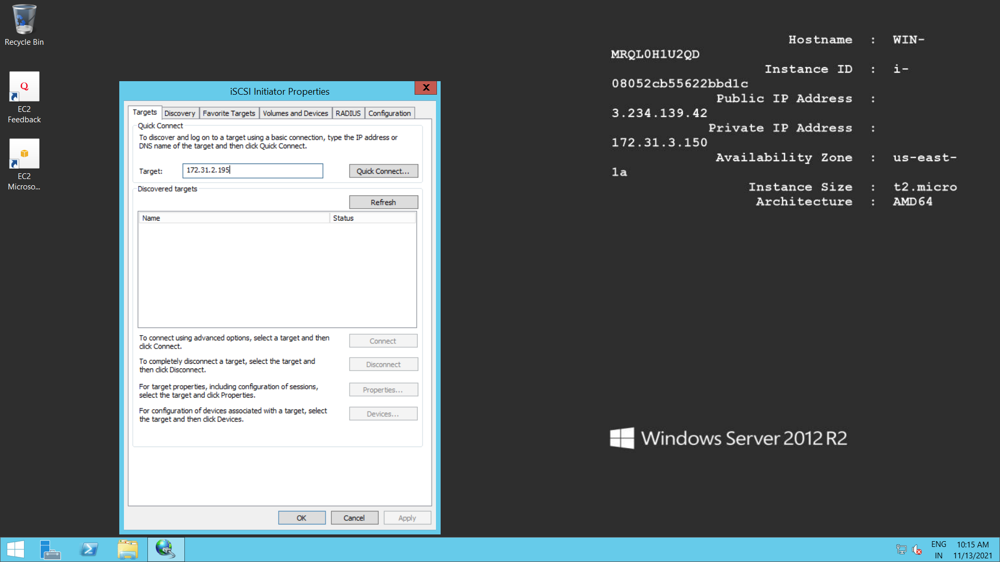 Recycle Bin
EC2
Feedback
EC2
Microso...
Hostname : WIN-
MRQL0H1U2QD
Instance ID : i-
08052cb55622bbd1c
Public IP Address :
3.234.139.42
Private IP Address :
172.31.3.150
Availability Zone : us-east-
1a
Instance Size : t2.micro
Architecture : AMD64
iSCSI Initiator Properties
X
Targets Discovery Favorite Targets Volumes and Devices RADIUS Configuration
Quick Connect
To discover and log on to a target using a basic connection, type the IP address or
DNS name of the target and then click Quick Connect.
Target: 172.31.2.195 Quick Connect...
Discovered targets
Refresh
Name Status
To connect using advanced options, select a target and then
click Connect.
Connect
To completely disconnect a target, select the target and
then click Disconnect.
Disconnect
For target properties, including configuration of sessions,
select the target and click Properties.
Properties...
For configuration of devices associated with a target, select
the target and then click Devices.
Devices...
OK Cancel Apply
Windows Server 2012 R2
ENG 10:15 AM
IN 11/13/2021